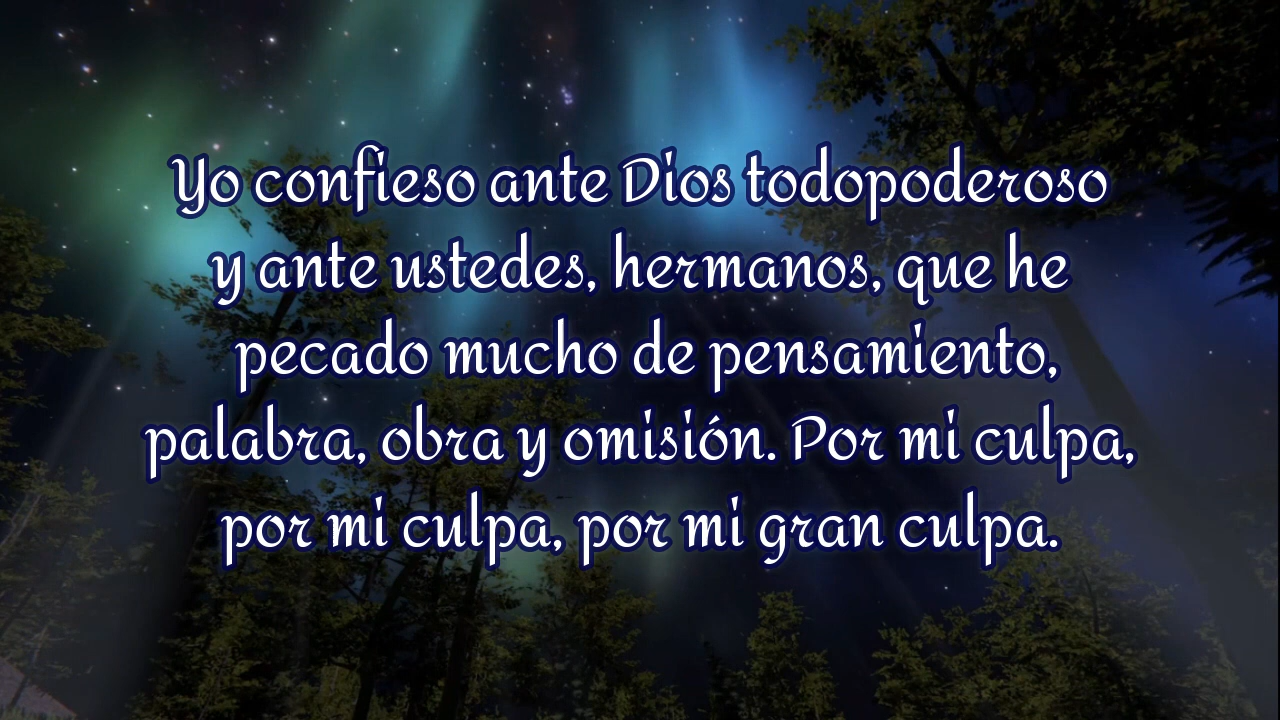 Yo confieso ante Dios todopoderoso
y ante ustedes, hermanos, que he
pecado mucho de pensamiento,
palabra, obra y omisión. Por mi culpa,
por mi culpa, por mi gran culpa.